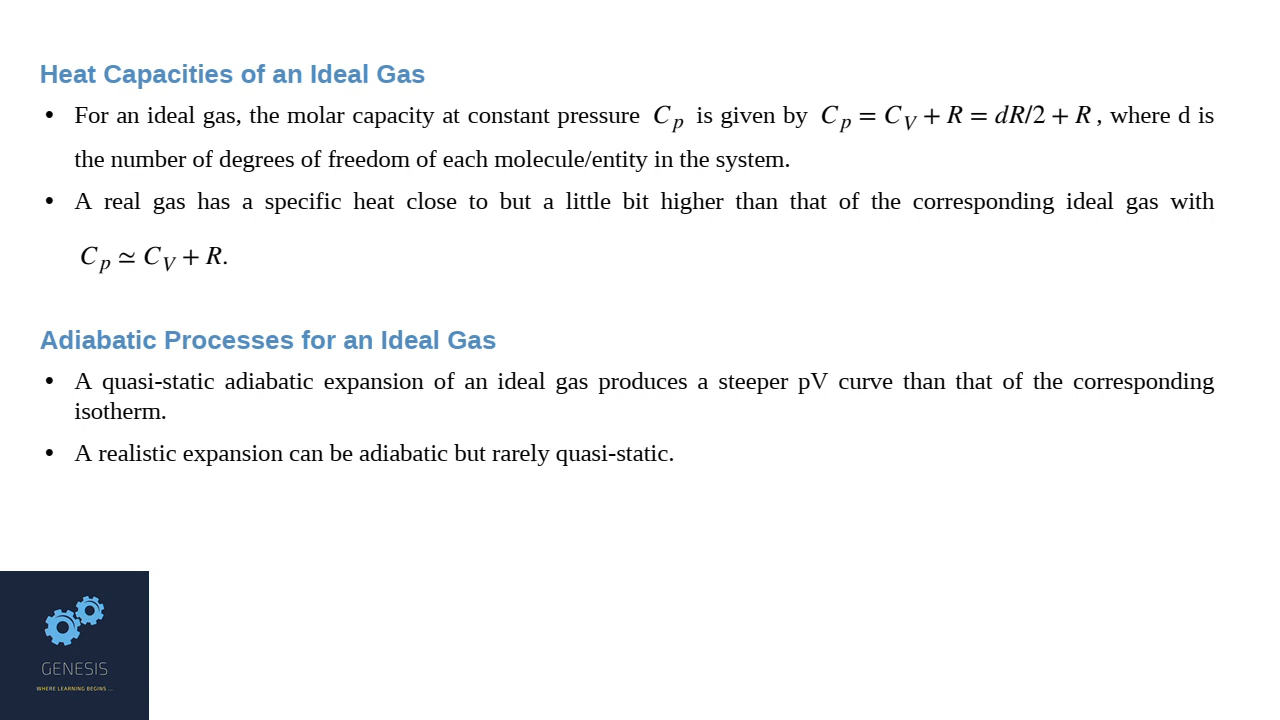 Heat Capacities of an Ideal Gas
• For an ideal gas, the molar capacity at constant pressure C_p is given by C_p = C_V + R = dR/2 + R, where d is
the number of degrees of freedom of each molecule/entity in the system.
• A real gas has a specific heat close to but a little bit higher than that of the corresponding ideal gas with
C_p ≃ C_V + R.
Adiabatic Processes for an Ideal Gas
• A quasi-static adiabatic expansion of an ideal gas produces a steeper pV curve than that of the corresponding
isotherm.
• A realistic expansion can be adiabatic but rarely quasi-static.
GENESIS
WHERE LEARNING BEGINS ...